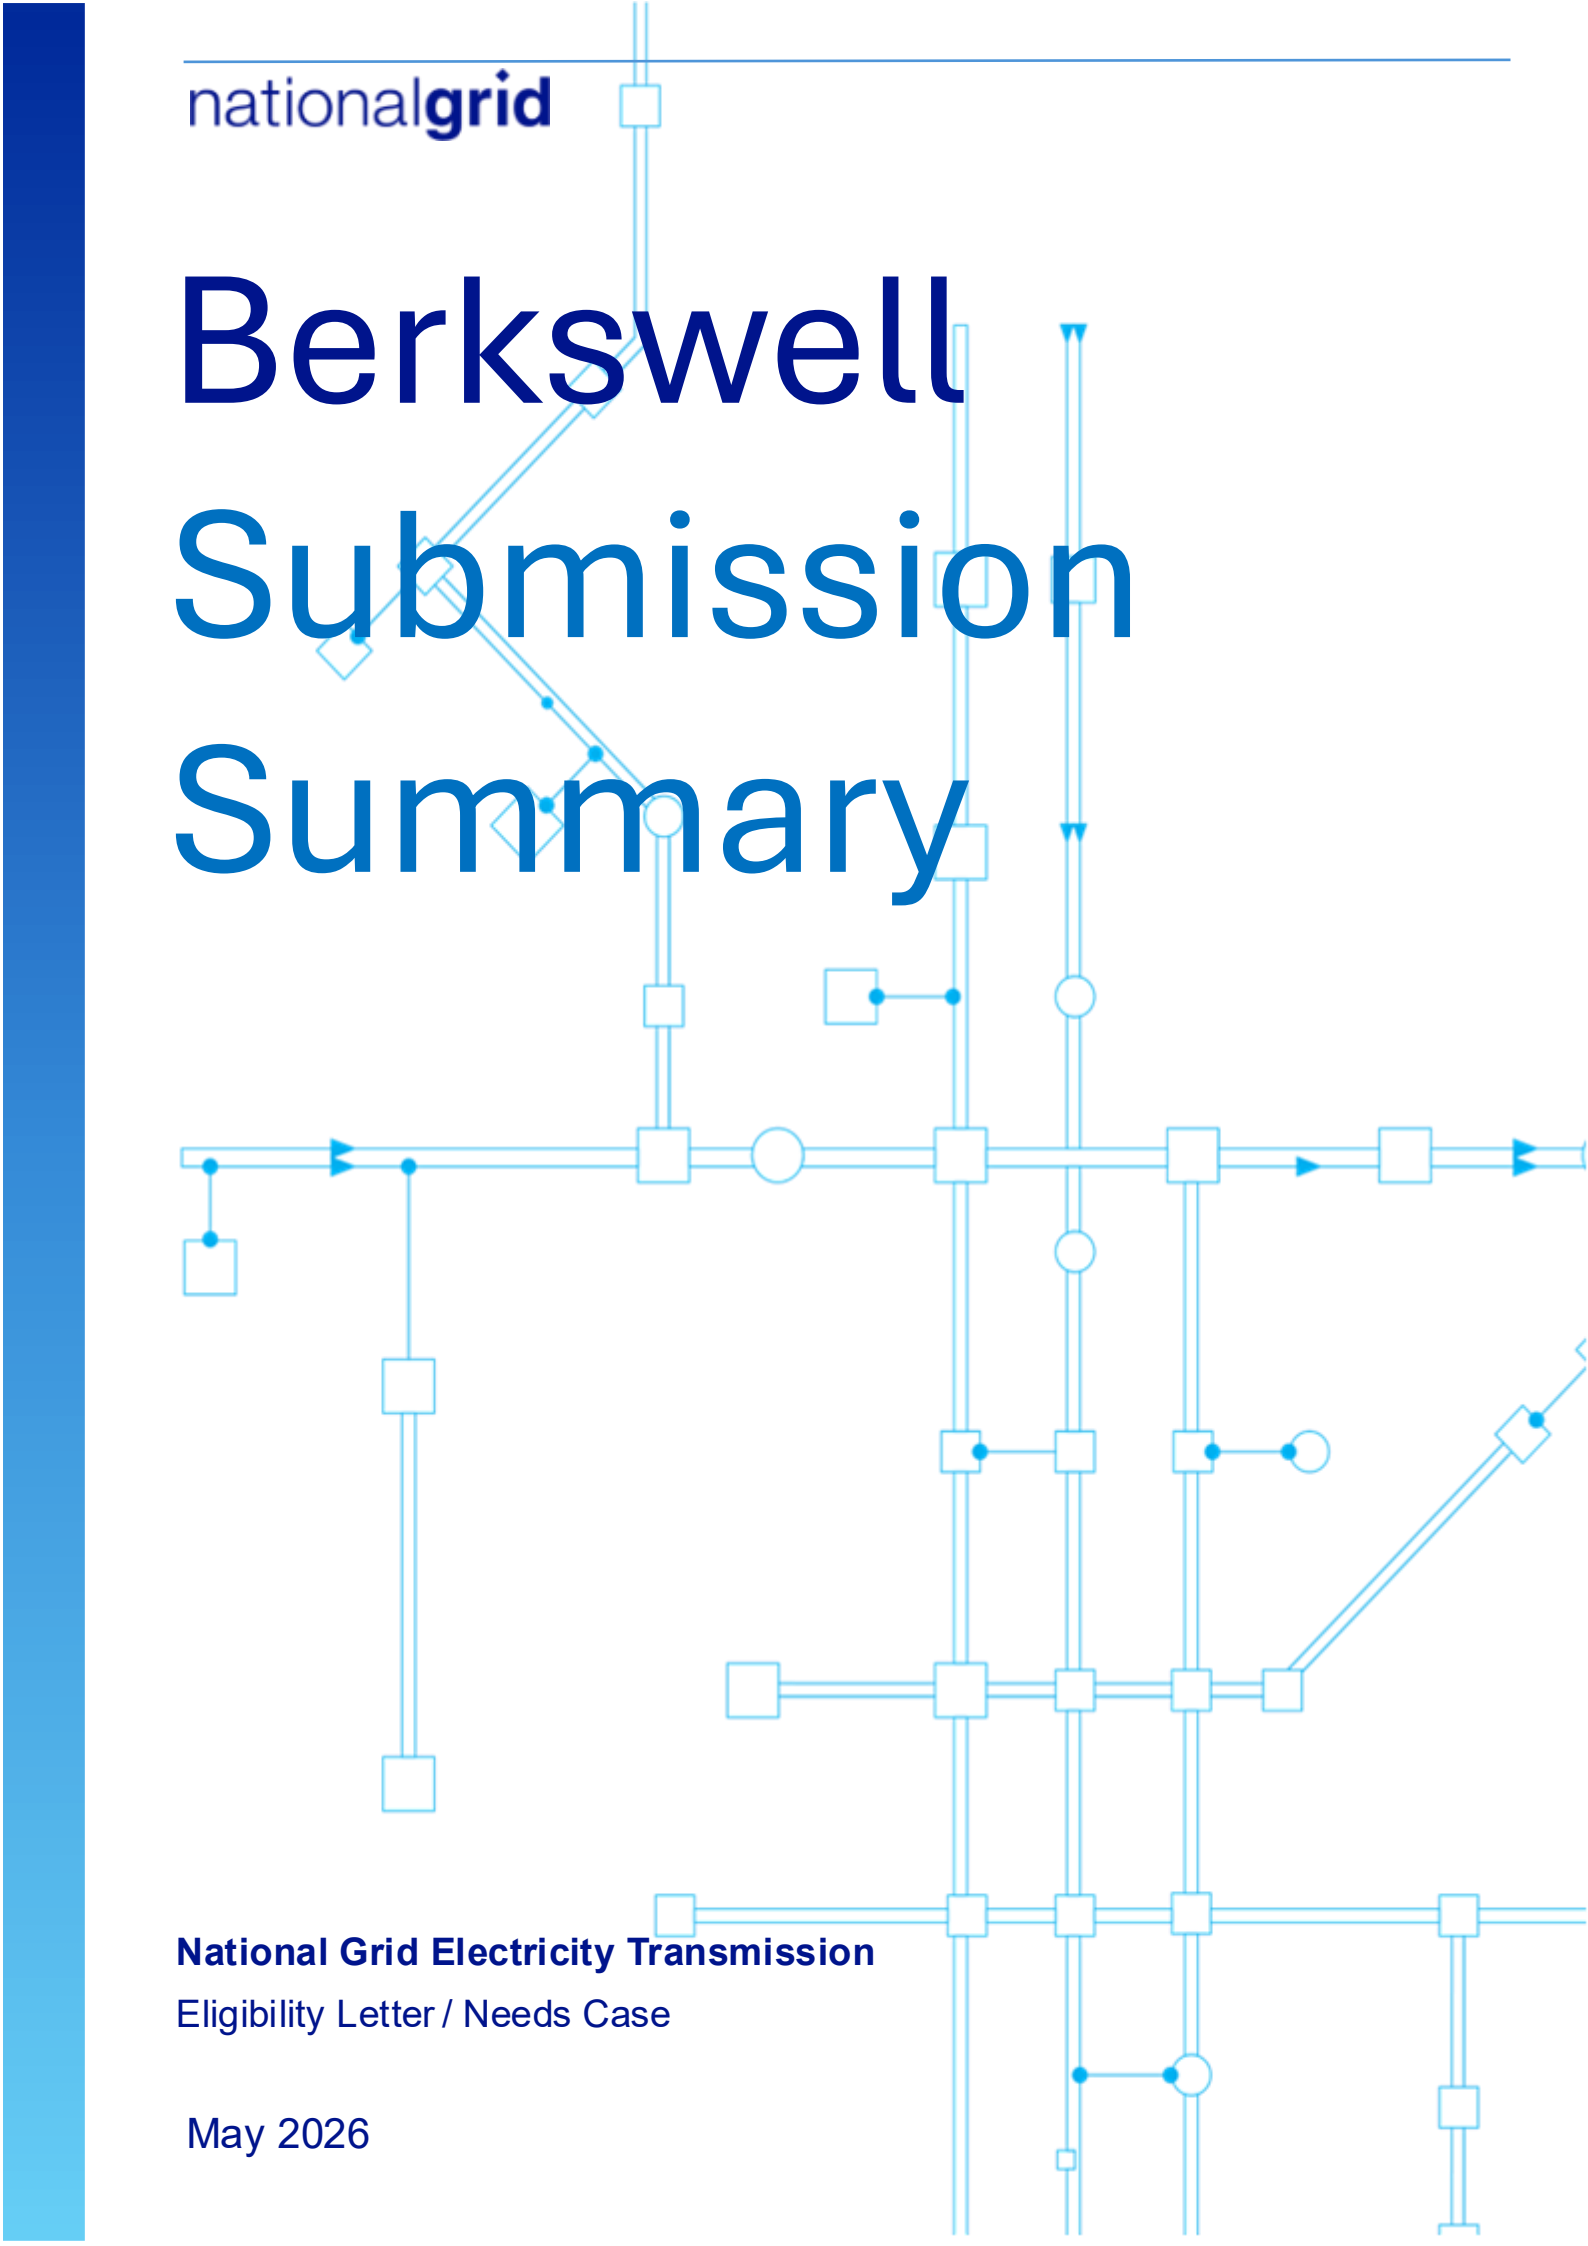 nationalgrid
Berkswell
Submission
Summary
National Grid Electricity Transmission
Eligibility Letter / Needs Case
May 2026